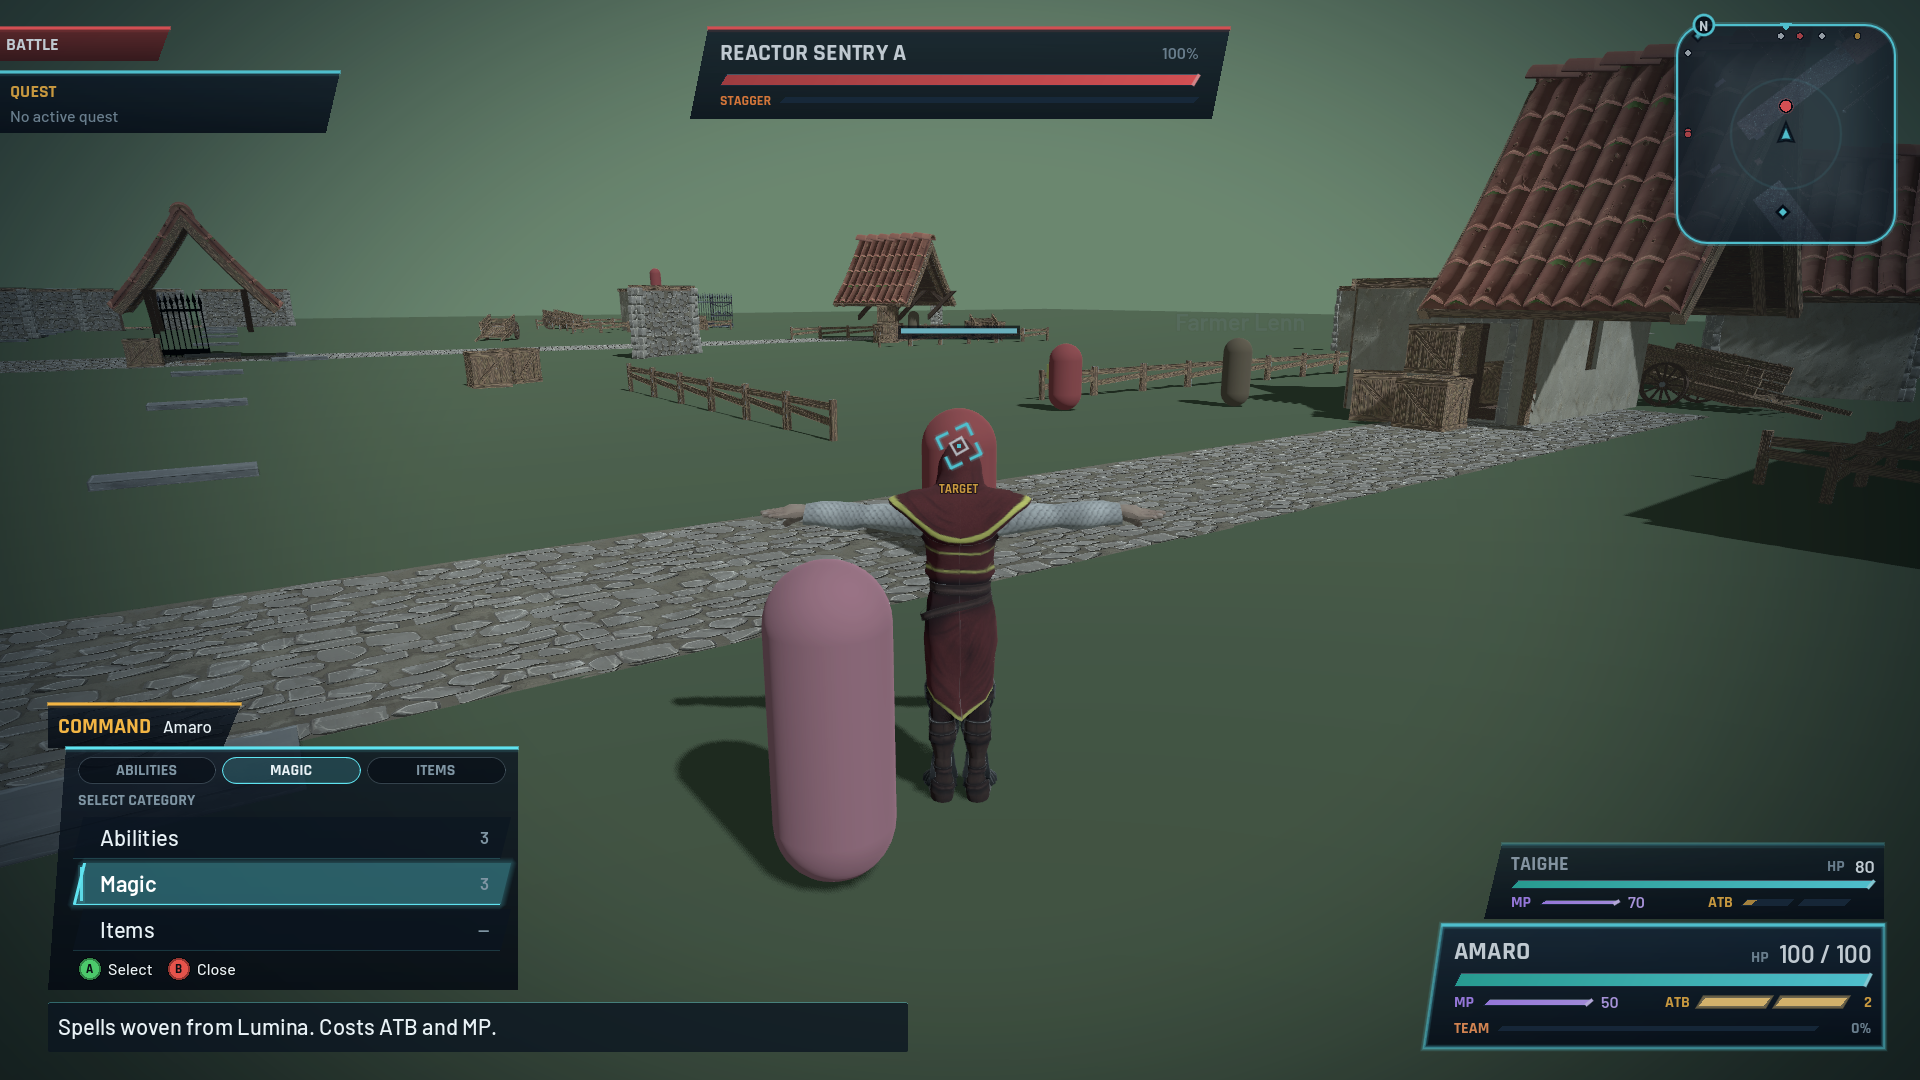 BATTLE
QUEST
No active quest
REACTOR SENTRY A 100%
STAGGER
N
Farmer Lenn
TARGET
COMMAND Amaro
ABILITIES MAGIC ITEMS
SELECT CATEGORY
Abilities 3
Magic 3
Items –
A Select B Close
Spells woven from Lumina. Costs ATB and MP.
TAIGHE HP 80
MP 70 ATB
AMARO HP 100 / 100
MP 50 ATB 2
TEAM 0%